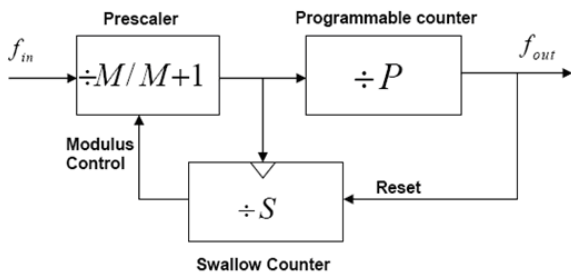 Prescaler
Programmable counter
f_in
f_out
÷M/M+1
÷P
Modulus
Control
Reset
÷S
Swallow Counter